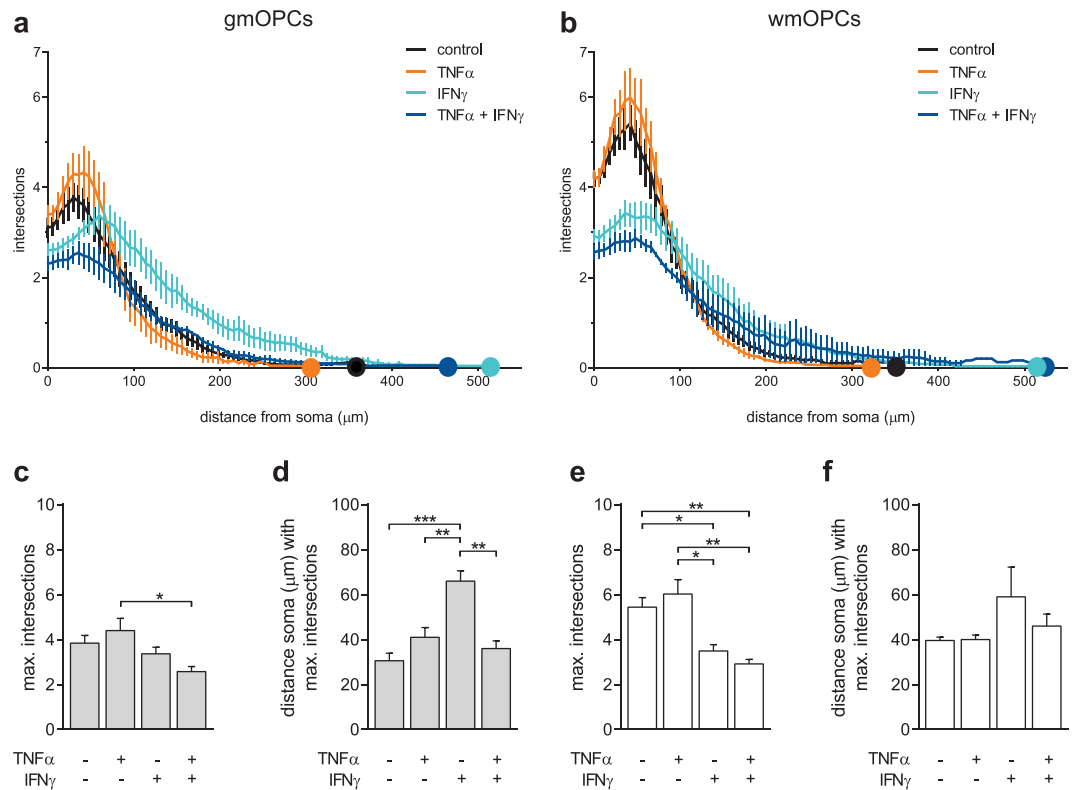 a
gmOPCs
control
TNFα
IFNγ
TNFα + IFNγ
7
6
4
2
0
intersections
0
100
200
300
400
500
distance from soma (μm)
b
wmOPCs
control
TNFα
IFNγ
TNFα + IFNγ
7
6
4
2
0
intersections
0
100
200
300
400
500
distance from soma (μm)
c
10
8
6
4
2
0
max. intersections
*
TNFα - + - +
IFNγ - - + +
d
100
80
60
40
20
0
distance soma (μm) with
max. intersections
***
**
**
- + - +
- - + +
e
10
8
6
4
2
0
max. intersections
**
*
**
*
TNFα - + - +
IFNγ - - + +
f
100
80
60
40
20
0
distance soma (μm) with
max. intersections
TNFα - + - +
IFNγ - - + +